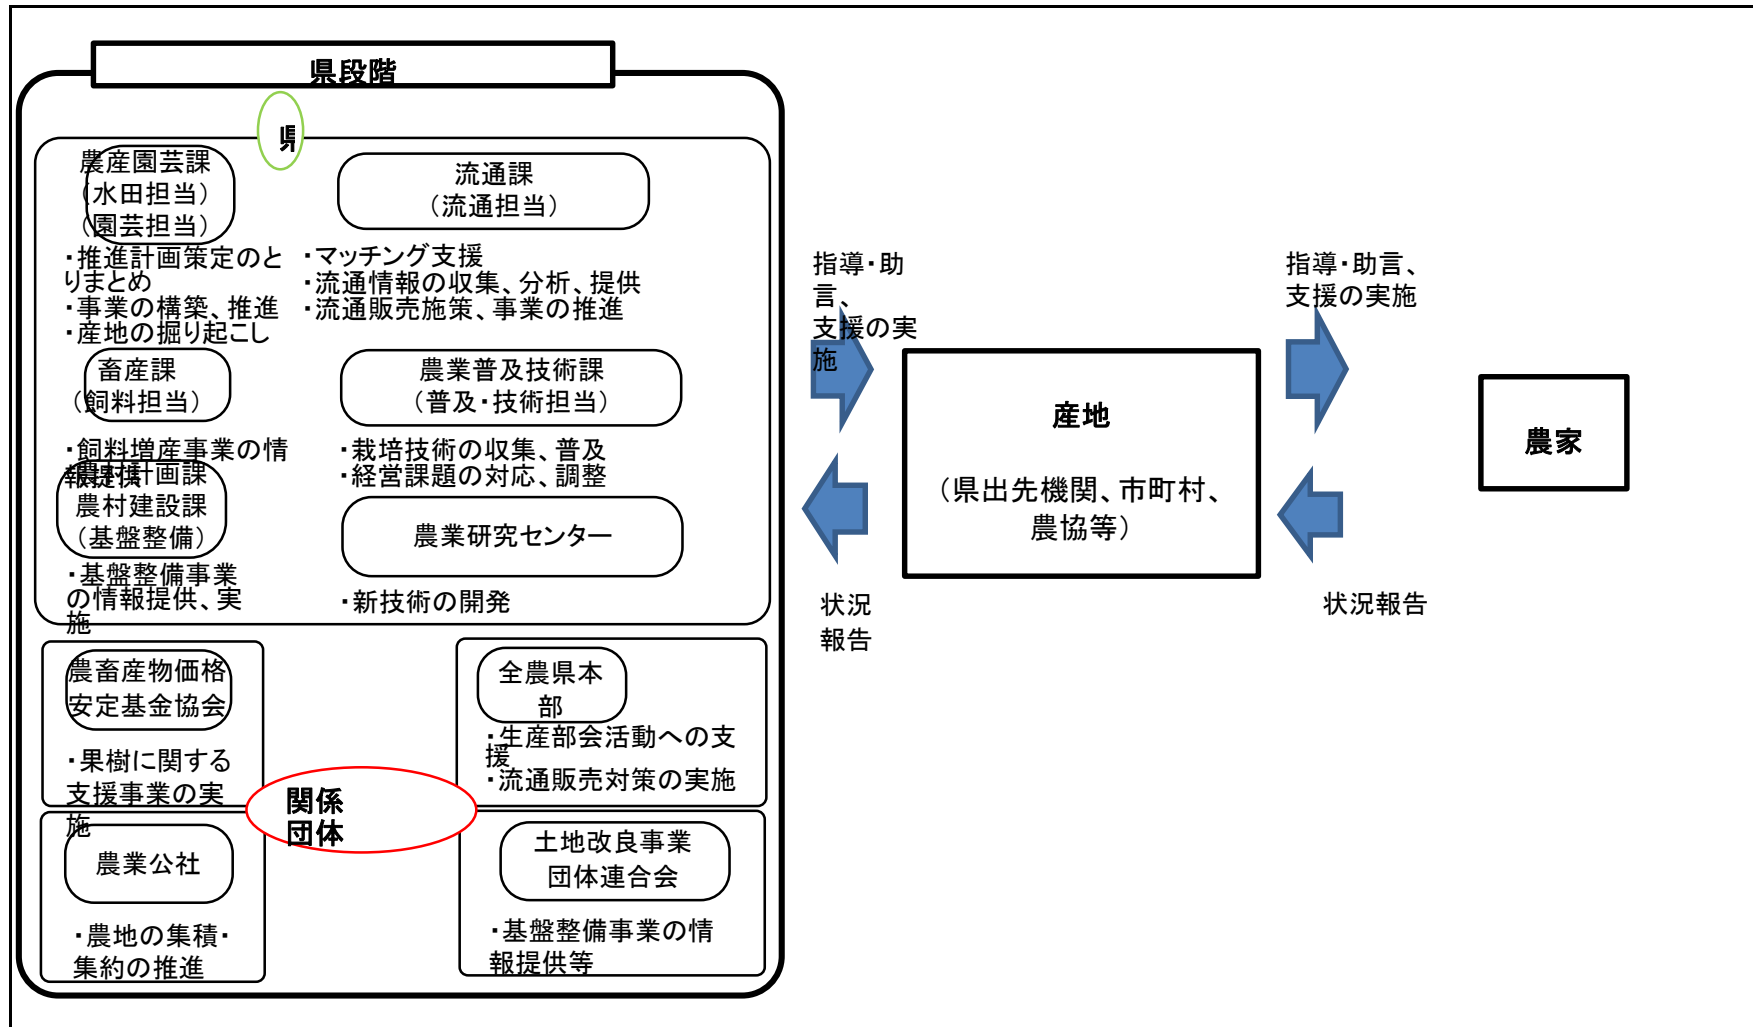 県段階
県
農産園芸課
(水田担当)
(園芸担当)
・推進計画策定のと
りまとめ
・事業の構築、推進
・産地の掘り起こし
流通課
(流通担当)
・マッチング支援
・流通情報の収集、分析、提供
・流通販売施策、事業の推進
畜産課
(飼料担当)
・飼料増産事業の情
報提供
農業普及技術課
(普及・技術担当)
・栽培技術の収集、普及
・経営課題の対応、調整
農村計画課
農村建設課
(基盤整備)
・基盤整備事業
の情報提供、実
施
農業研究センター
・新技術の開発
農畜産物価格
安定基金協会
・果樹に関する
支援事業の実
施
全農県本
部
・生産部会活動への支
援
・流通販売対策の実施
関係
団体
農業公社
・農地の集積・
集約の推進
土地改良事業
団体連合会
・基盤整備事業の情
報提供等
指導・助
言、
支援の実
施
状況
報告
産地
(県出先機関、市町村、
農協等)
指導・助言、
支援の実施
状況報告
農家